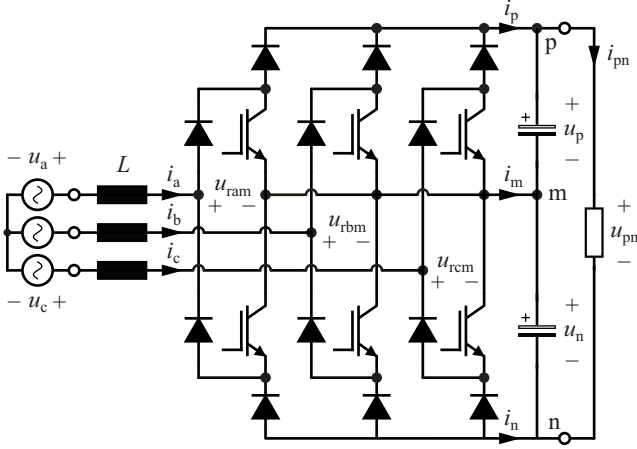 i_p
p
i_pn
+
+
u_p
−
− u_a +
L
i_a
u_ram
+ −
i_m
m
i_b
u_rbm
+ −
+
u_pn
−
i_c
u_rcm
+ −
− u_c +
+
+
u_n
−
i_n
n